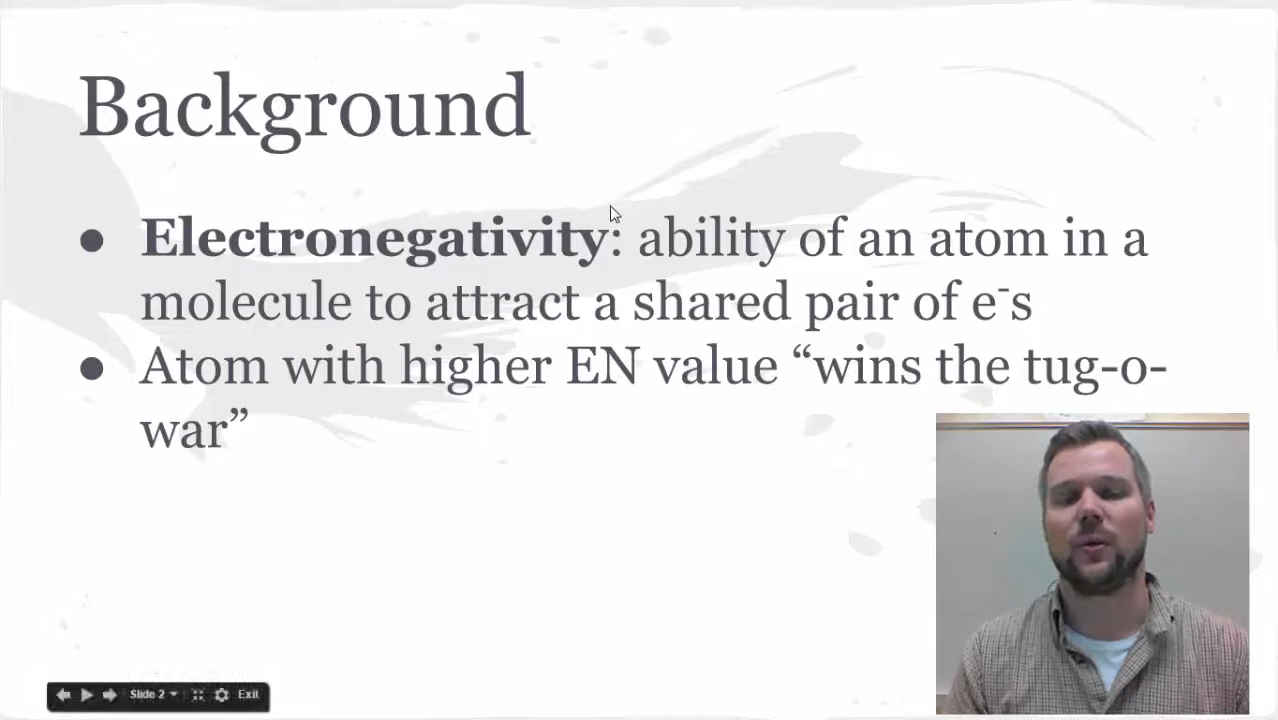 Background
● Electronegativity: ability of an atom in a
molecule to attract a shared pair of e⁻s
● Atom with higher EN value “wins the tug-o-
war”
Slide 2
Exit